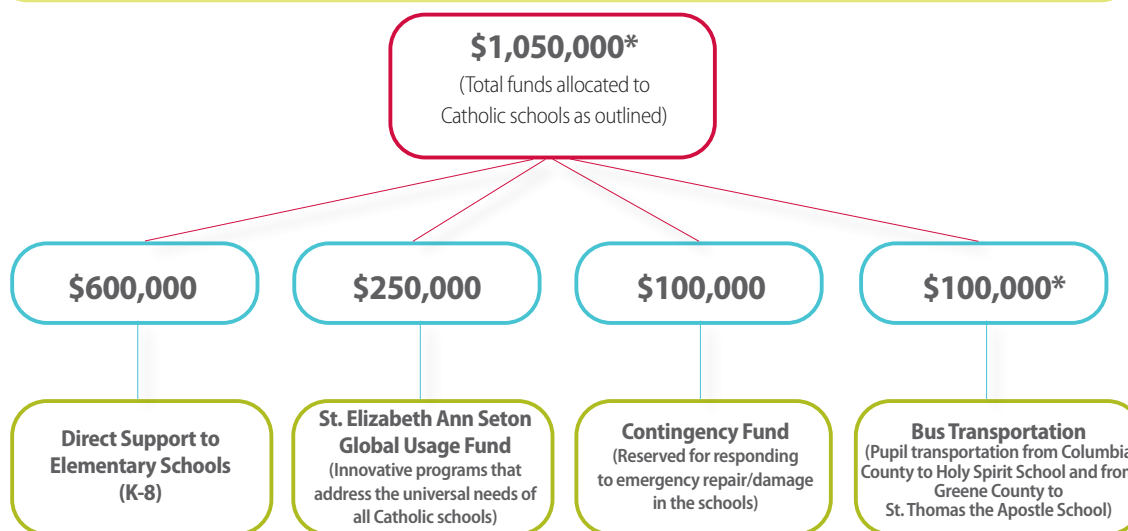 $1,050,000*
(Total funds allocated to
Catholic schools as outlined)
$600,000
$250,000
$100,000
$100,000*
Direct Support to
Elementary Schools
(K-8)
St. Elizabeth Ann Seton
Global Usage Fund
(Innovative programs that
address the universal needs of
all Catholic schools)
Contingency Fund
(Reserved for responding
to emergency repair/damage
in the schools)
Bus Transportation
(Pupil transportation from Columbia
County to Holy Spirit School and from
Greene County to
St. Thomas the Apostle School)